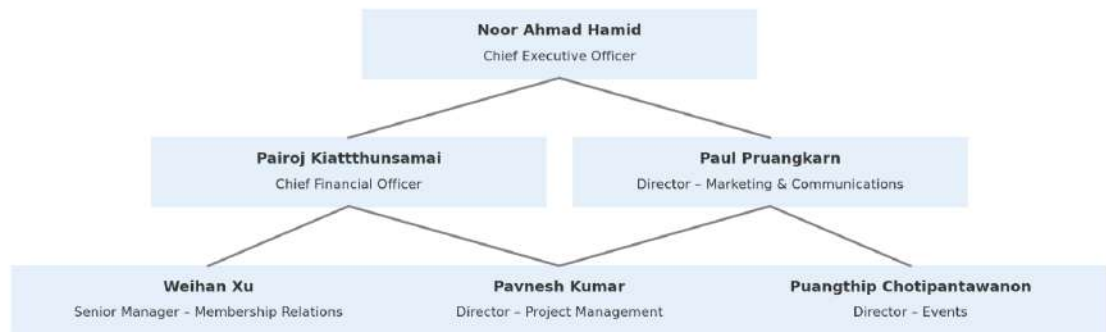 Noor Ahmad Hamid
Chief Executive Officer
Pairoj Kiattthunsamai
Chief Financial Officer
Paul Pruangkarn
Director – Marketing & Communications
Weihan Xu
Senior Manager – Membership Relations
Pavnesh Kumar
Director – Project Management
Puangthip Chotipantawanon
Director – Events